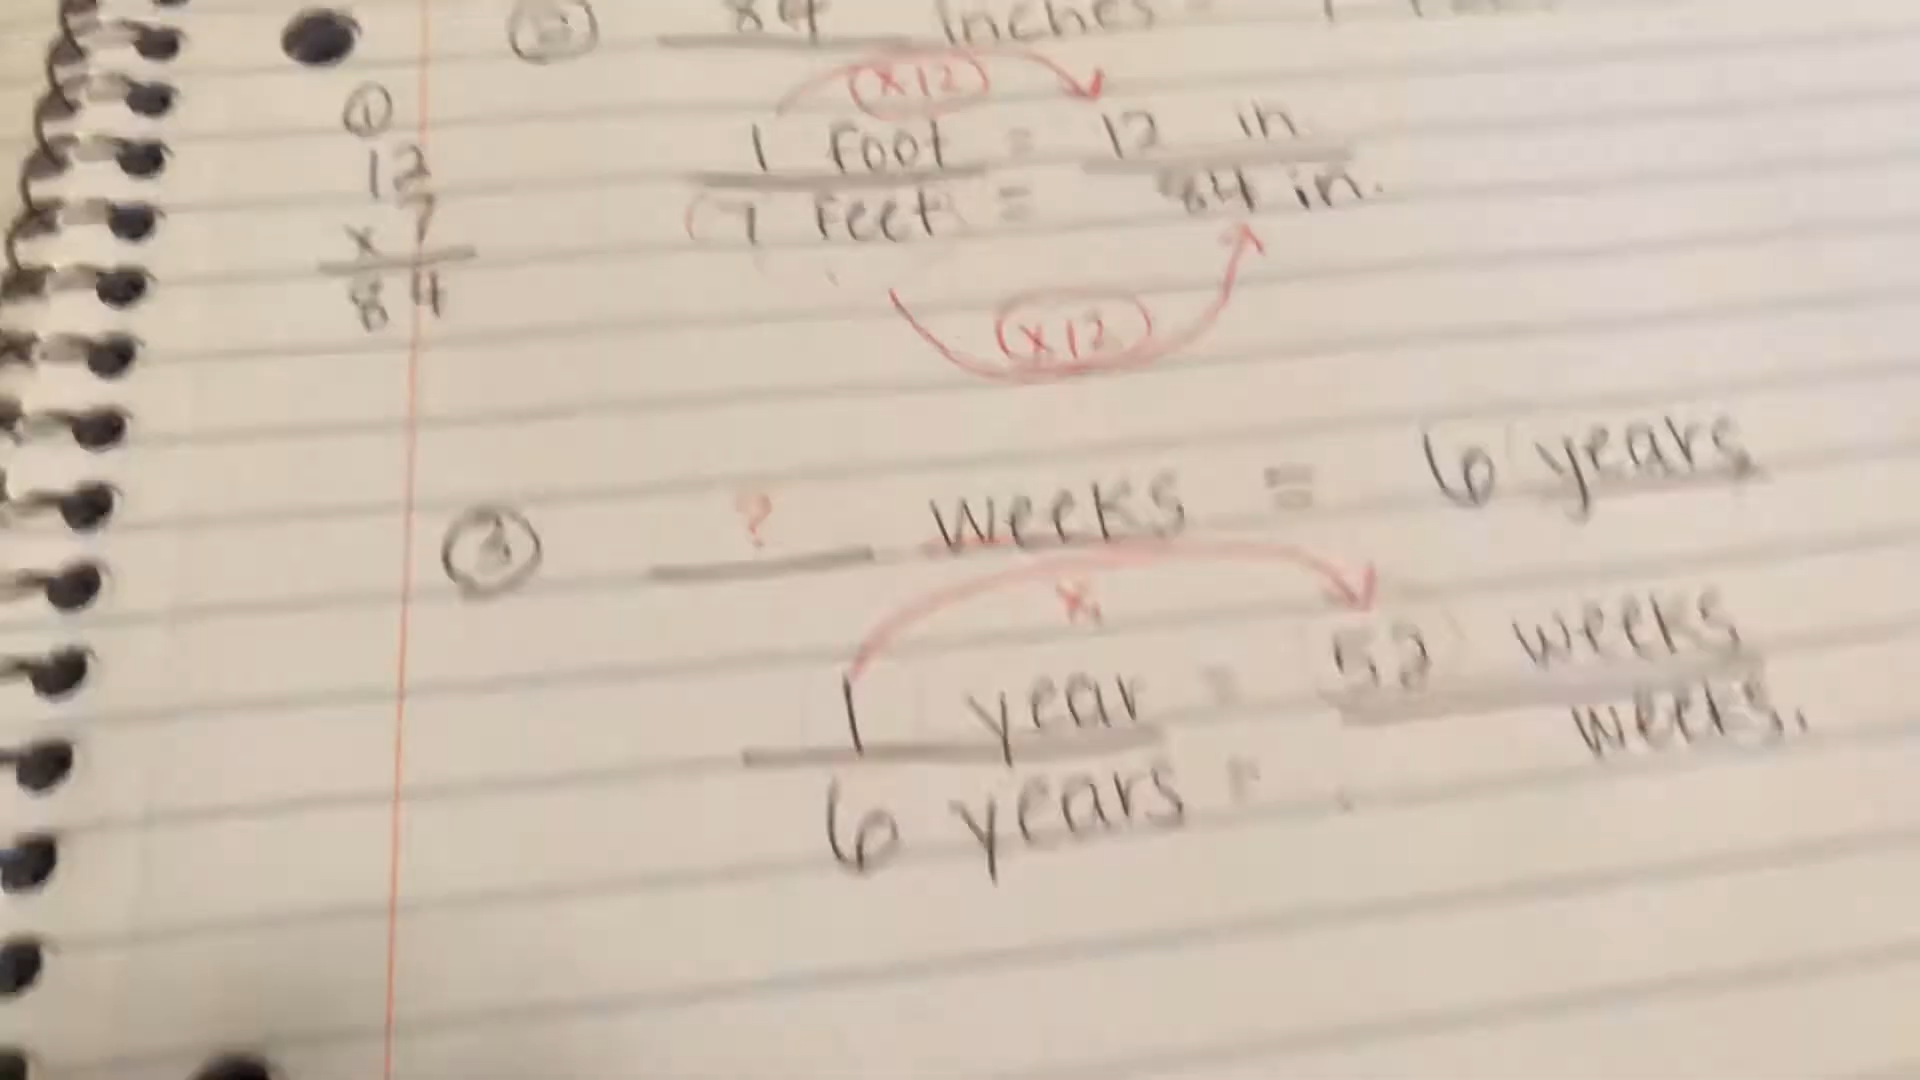 84 inches
(x12)
1 foot = 12 in
7 feet = 84 in.
(x12)
①
12
x 7
84
③ ? weeks = 6 years
x
1 year = 52 weeks
6 years = weeks.